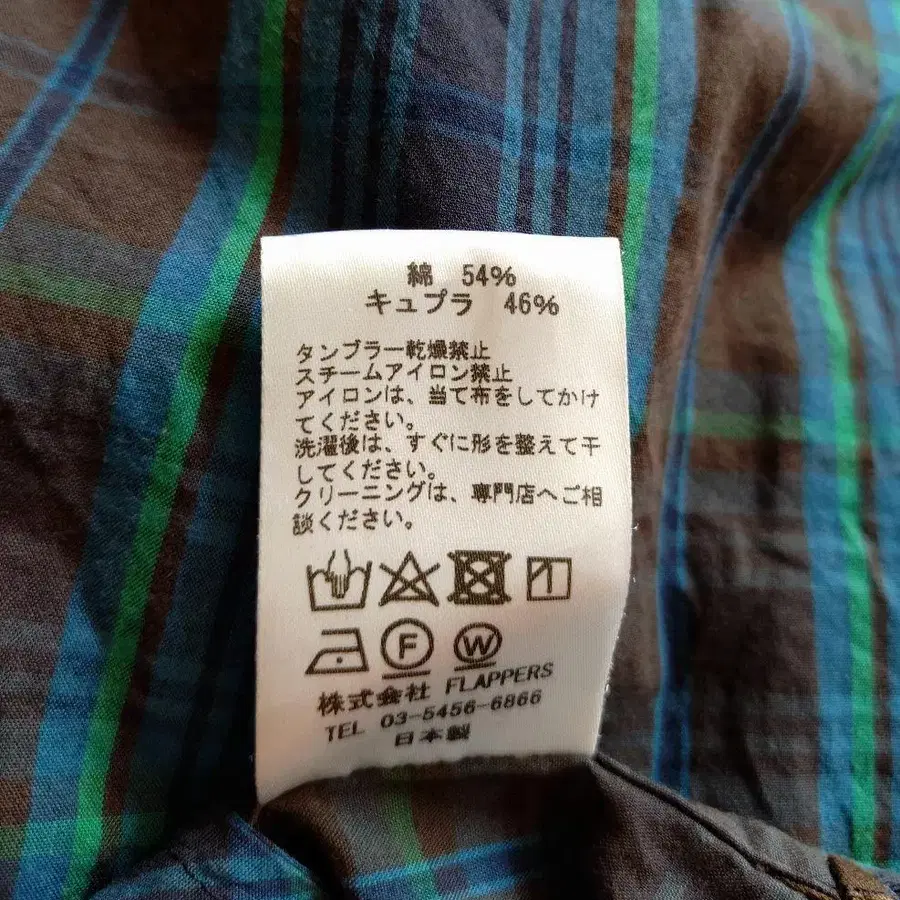 綿 54%
キュプラ 46%
タンブラー乾燥禁止
スチームアイロン禁止
アイロンは、当て布をしてかけ
てください。
洗濯後は、すぐに形を整えて干
してください。
クリーニングは、専門店へご相
談ください。
F W
株式会社 FLAPPERS
TEL 03-5456-6866
日本製